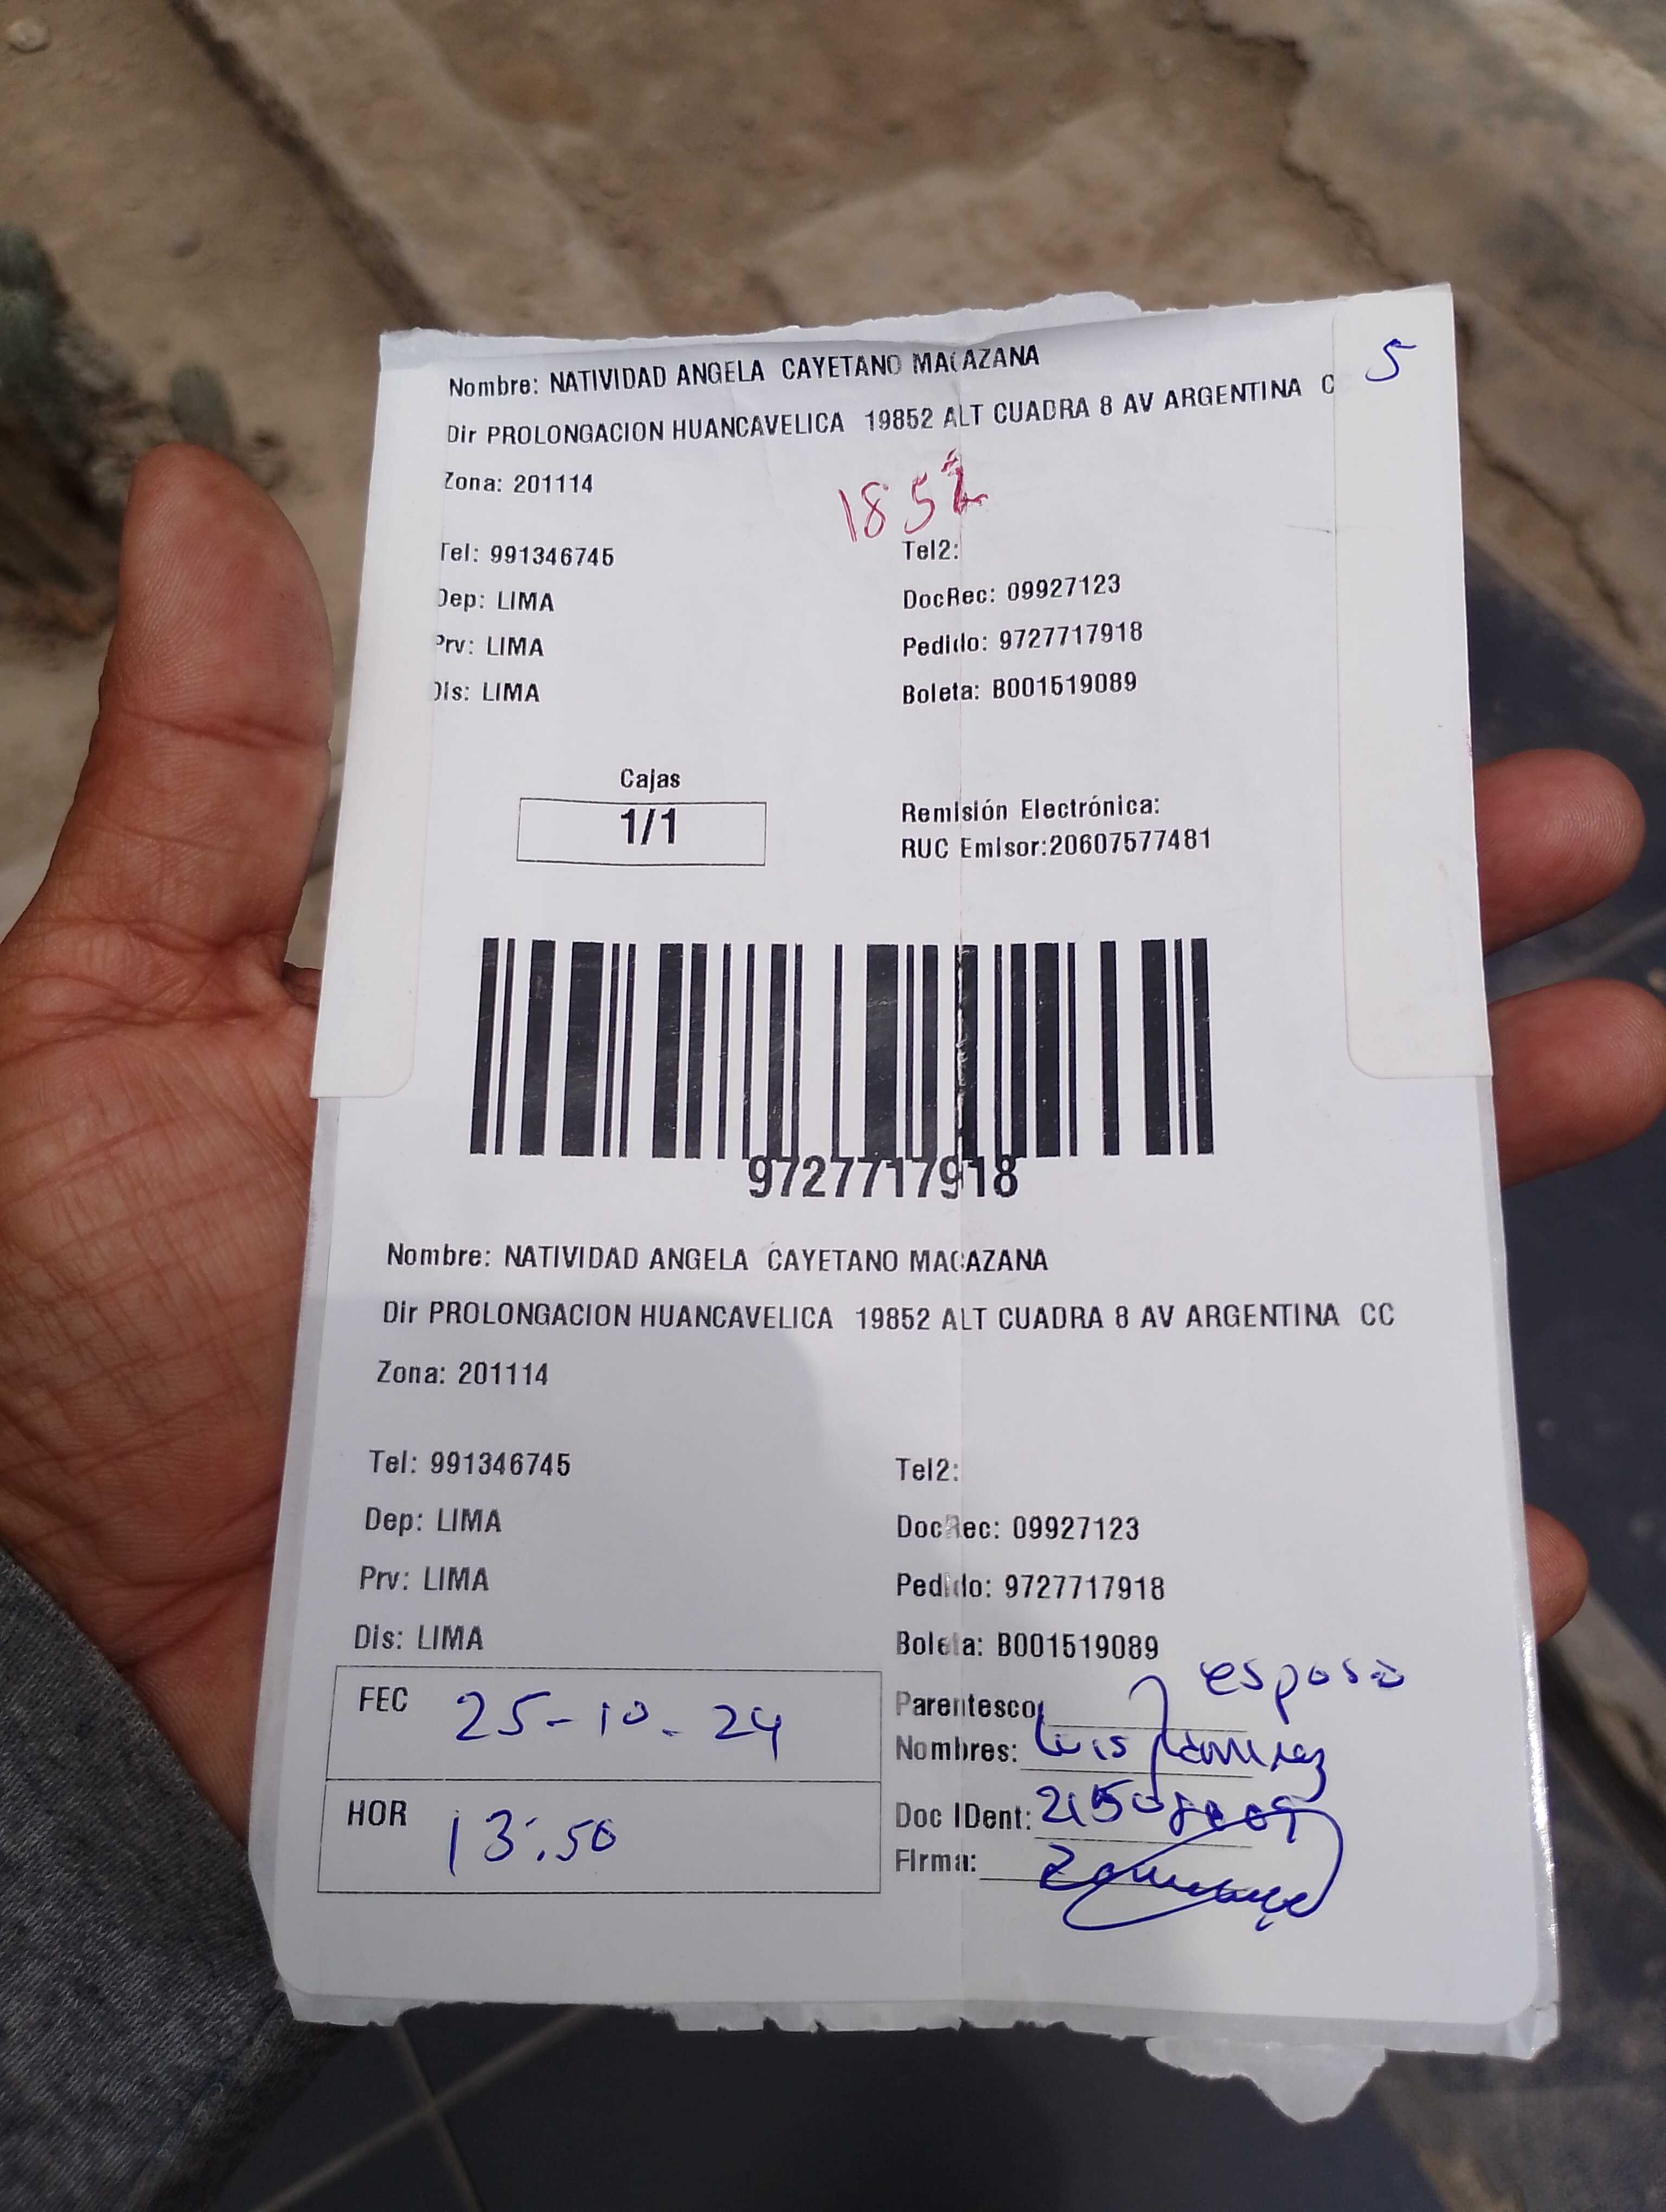 Nombre: NATIVIDAD ANGELA CAYETANO MACAZANA
5
Dir PROLONGACION HUANCAVELICA 19852 ALT CUADRA 8 AV ARGENTINA C
Zona: 201114
1852
Tel: 991346745
Tel2:
Dep: LIMA
DocRec: 09927123
Prv: LIMA
Pedido: 9727717918
Dis: LIMA
Boleta: B001519089
Cajas
1/1
Remisión Electrónica:
RUC Emisor:20607577481
9727717918
Nombre: NATIVIDAD ANGELA CAYETANO MACAZANA
Dir PROLONGACION HUANCAVELICA 19852 ALT CUADRA 8 AV ARGENTINA CC
Zona: 201114
Tel: 991346745
Tel2:
Dep: LIMA
DocRec: 09927123
Prv: LIMA
Pedido: 9727717918
Dis: LIMA
Boleta: B001519089
FEC 25-10-24
Parentesco esposo
Nombres: Luis Ramirez
HOR 13:50
Doc IDent:
Firma: